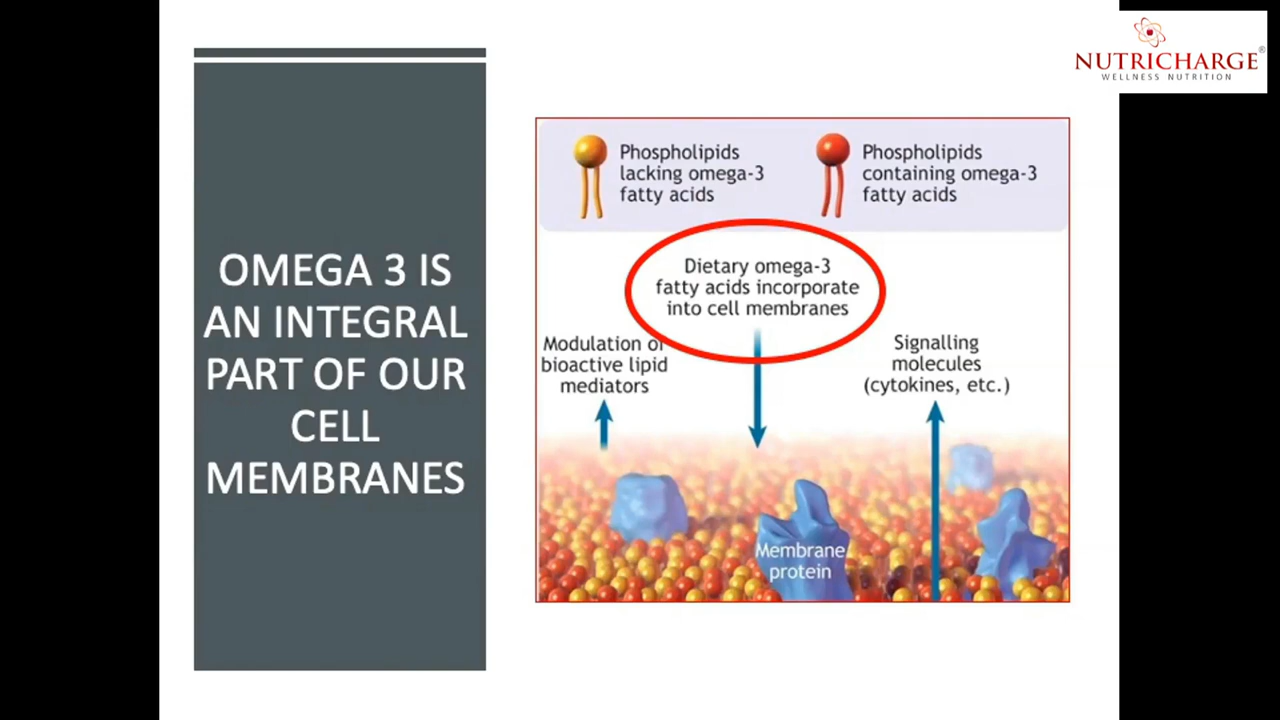 NUTRICHARGE®
WELLNESS NUTRITION
OMEGA 3 IS
AN INTEGRAL
PART OF OUR
CELL
MEMBRANES
Phospholipids
lacking omega-3
fatty acids
Phospholipids
containing omega-3
fatty acids
Dietary omega-3
fatty acids incorporate
into cell membranes
Modulation of
bioactive lipid
mediators
Signalling
molecules
(cytokines, etc.)
Membrane
protein